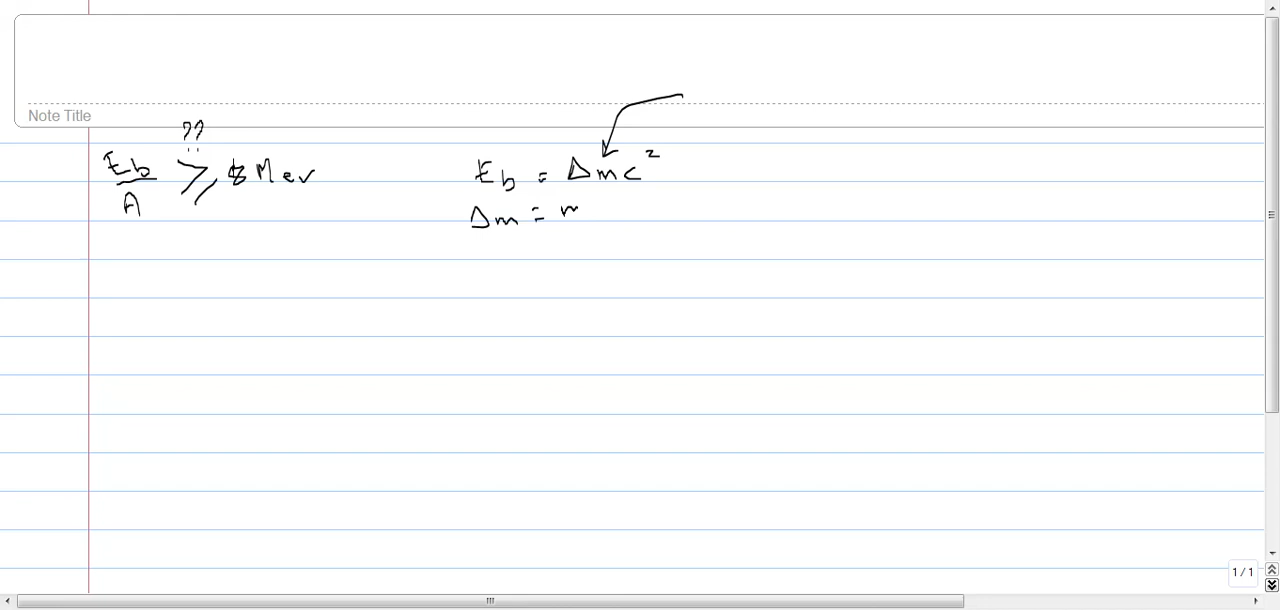 Note Title
??
Eb/A ⩾ 8 Mev
Eb = Δmc²
Δm = m
1 / 1